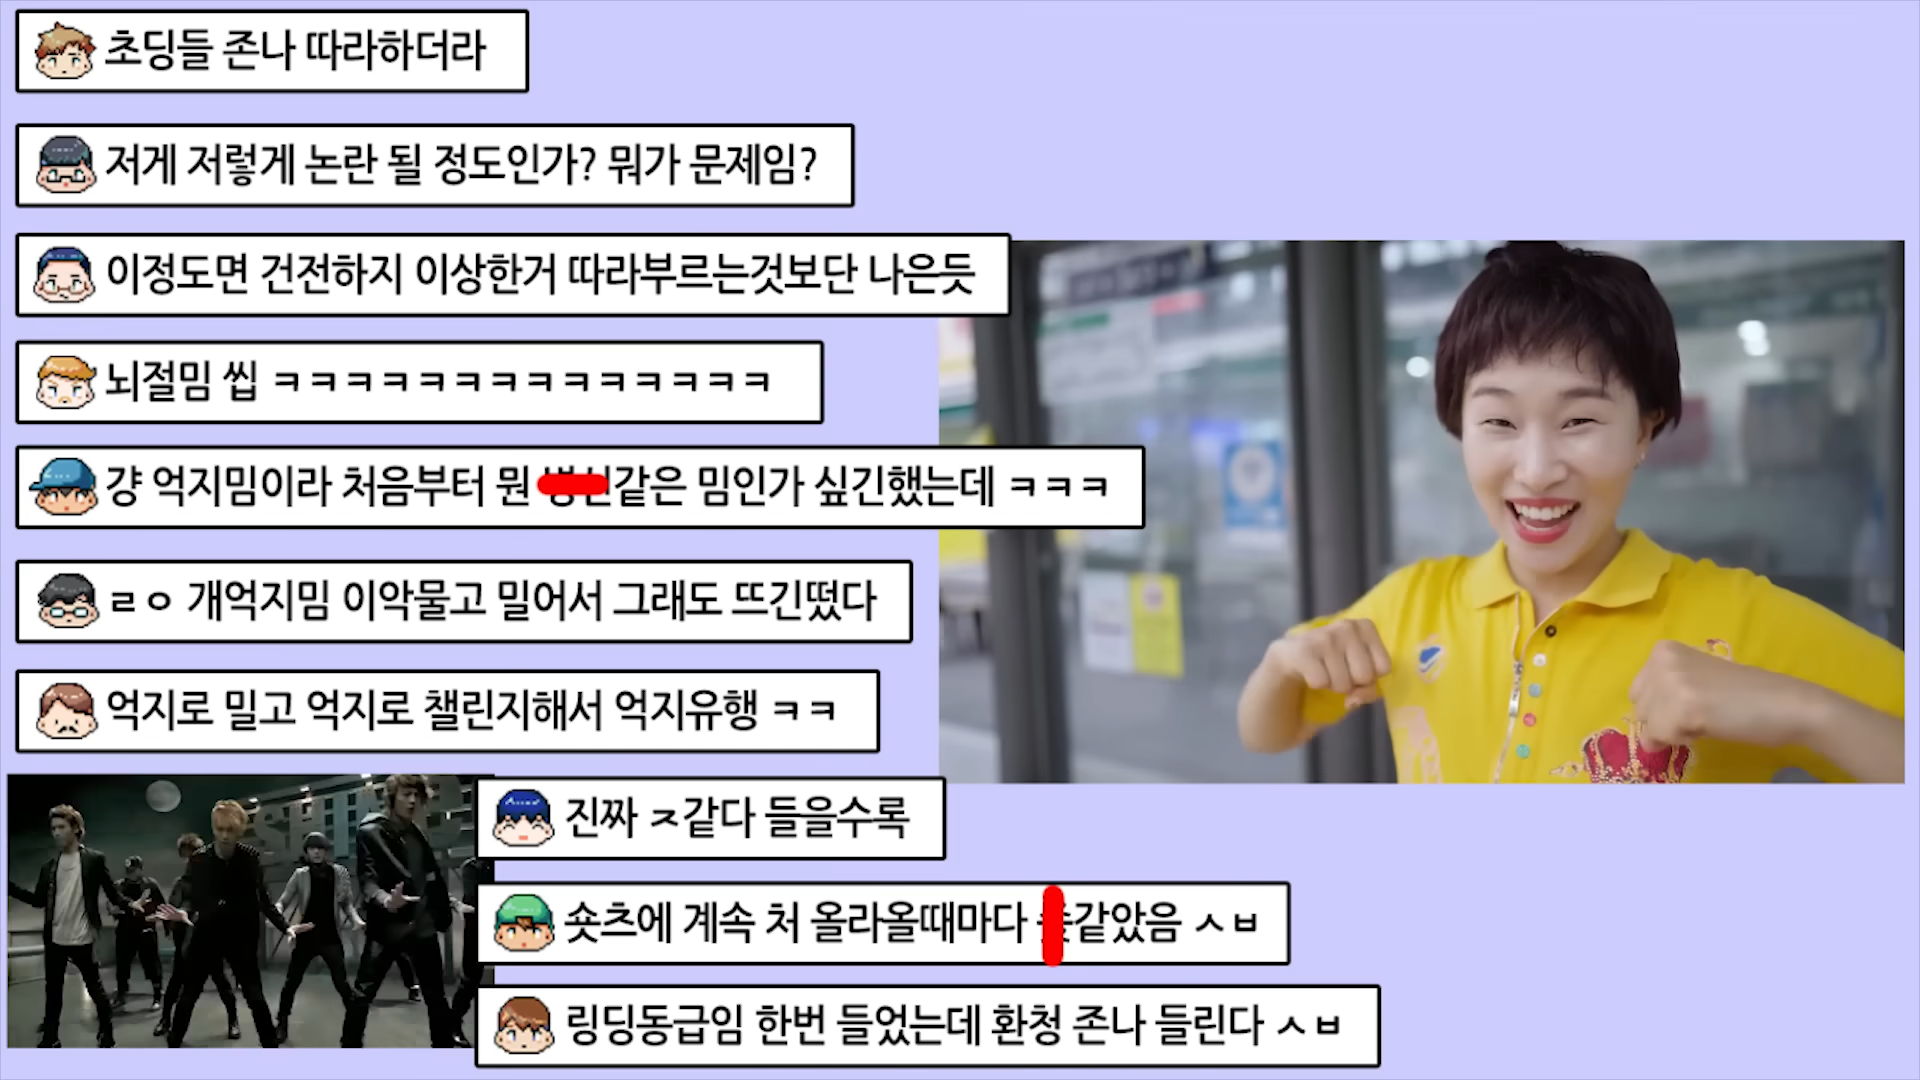 초딩들 존나 따라하더라
저게 저렇게 논란 될 정도인가? 뭐가 문제임?
이정도면 건전하지 이상한거 따라부르는것보단 나은듯
뇌절밈 씹 ㅋㅋㅋㅋㅋㅋㅋㅋㅋㅋㅋㅋㅋㅋ
걍 억지밈이라 처음부터 뭔 같은 밈인가 싶긴했는데 ㅋㅋㅋ
ㄹㅇ 개억지밈 이악물고 밀어서 그래도 뜨긴떴다
억지로 밀고 억지로 챌린지해서 억지유행 ㅋㅋ
진짜 ㅈ같다 들을수록
숏츠에 계속 처 올라올때마다 같았음 ㅅㅂ
링딩동급임 한번 들었는데 환청 존나 들린다 ㅅㅂ